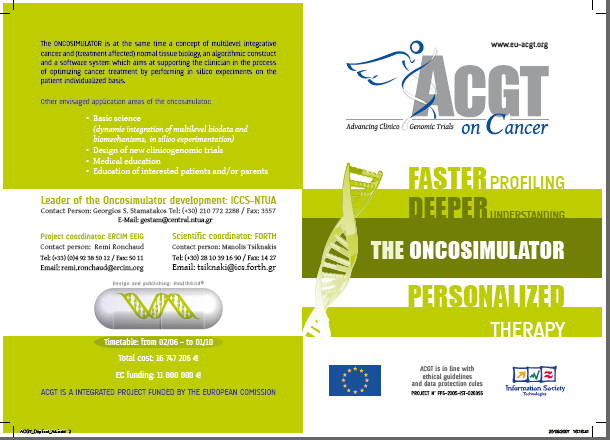 The ONCOSIMULATOR is at the same time a concept of multilevel integrative
cancer and (treatment affected) normal tissue biology, an algorithmic construct
and a software system which aims at supporting the clinician in the process
of optimizing cancer treatment by performing in silico experiments on the
patient individualized basis.
Other envisaged application areas of the oncosimulator:
• Basic science
(dynamic integration of multilevel biodata and
biomechanisms, in silico experimentation)
• Design of new clinicogenomic trials
• Medical education
• Education of interested patients and/or parents
Leader of the Oncosimulator development: ICCS-NTUA
Contact Person: Georgios S. Stamatakos Tel: (+30) 210 772 2288 / Fax: 3557
E-Mail: gestam@central.ntua.gr
Project coordinator: ERCIM EEIG
Contact person: Remi Ronchaud
Tel: (+33) (0)4 92 38 50 12 / Fax: 50 11
Email: remi.ronchaud@ercim.org
Scientific coordinator: FORTH
Contact person: Manolis Tsiknakis
Tel: (+30) 28 10 39 16 90 / Fax: 14 27
Email: tsiknaki@ics.forth.gr
Design and publishing: HealthGrid®
Timetable: from 02/06 – to 01/10
Total cost: 16 747 206 €
EC funding: 11 800 000 €
ACGT IS A INTEGRATED PROJECT FUNDED BY THE EUROPEAN COMISSION
www.eu-acgt.org
ACGT
Advancing Clinico Genomic Trials on Cancer
FASTER PROFILING
DEEPER UNDERSTANDING
THE ONCOSIMULATOR
PERSONALIZED
THERAPY
ACGT is in line with
ethical guidelines
and data protection rules
PROJECT N° FP6-2005-IST-026996
Information Society
Technologies